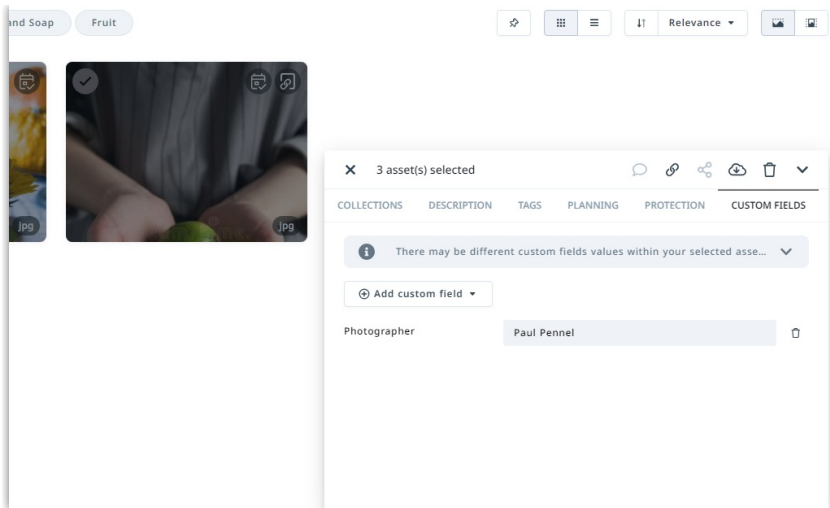 and Soap
Fruit
Relevance
jpg
jpg
3 asset(s) selected
COLLECTIONS DESCRIPTION TAGS PLANNING PROTECTION CUSTOM FIELDS
There may be different custom fields values within your selected asse...
Add custom field
Photographer Paul Pennel